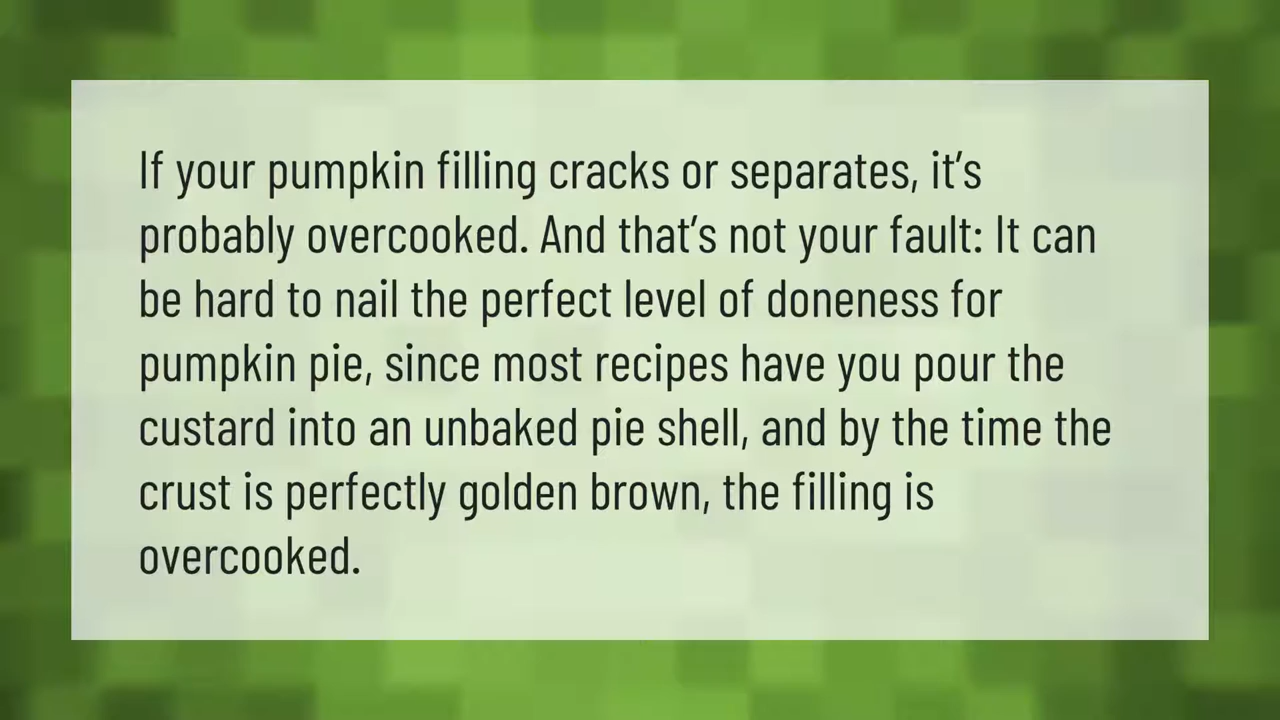 If your pumpkin filling cracks or separates, it’s
probably overcooked. And that’s not your fault: It can
be hard to nail the perfect level of doneness for
pumpkin pie, since most recipes have you pour the
custard into an unbaked pie shell, and by the time the
crust is perfectly golden brown, the filling is
overcooked.